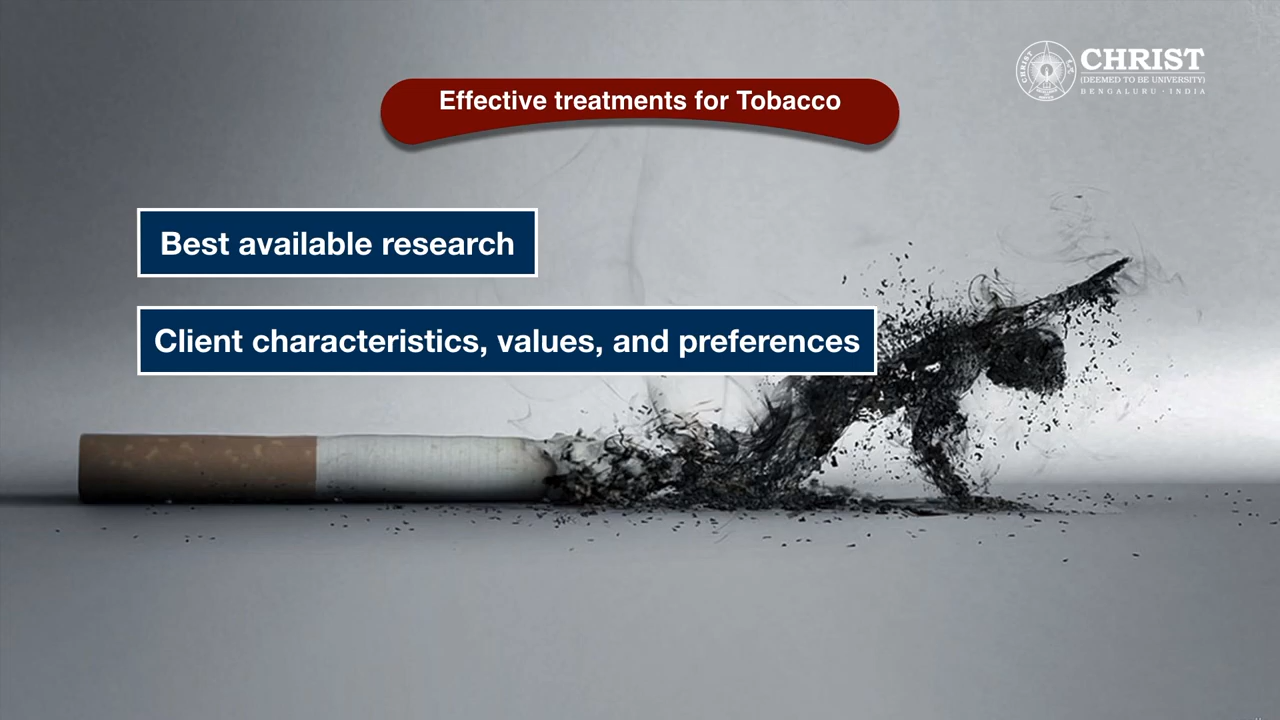 CHRIST
(DEEMED TO BE UNIVERSITY)
BENGALURU · INDIA
Effective treatments for Tobacco
Best available research
Client characteristics, values, and preferences